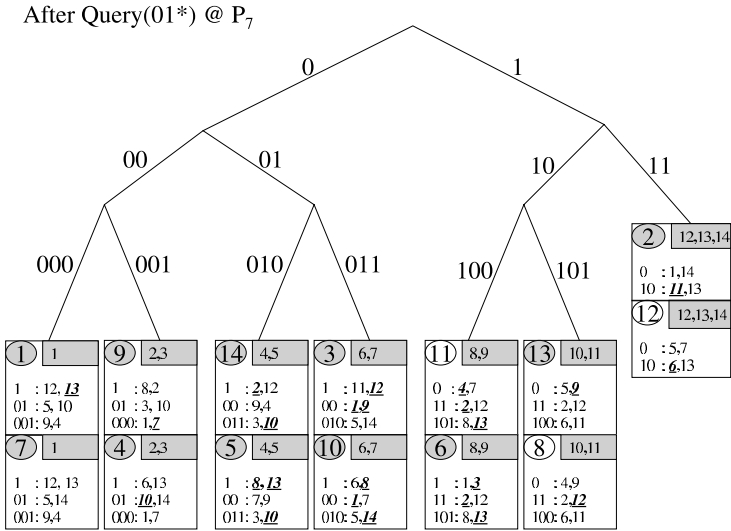 After Query(01*) @ P7
0
1
00
01
10
11
000
001
010
011
100
101
2 12,13,14
0 : 1,14
10 : 11,13
12 12,13,14
0 : 5,7
10 : 6,13
1 1
1 : 12, 13
01 : 5, 10
001: 9,4
7 1
1 : 12, 13
01 : 5,14
001: 9,4
9 2,3
1 : 8,2
01 : 3, 10
000: 1,7
4 2,3
1 : 6,13
01 : 10,14
000: 1,7
14 4,5
1 : 2,12
00 : 9,4
011: 3,10
5 4,5
1 : 8,13
00 : 7,9
011: 3,10
3 6,7
1 : 11,12
00 : 1,9
010: 5,14
10 6,7
1 : 6,8
00 : 1,7
010: 5,14
11 8,9
0 : 4,7
11 : 2,12
101: 8,13
6 8,9
1 : 1,3
11 : 2,12
101: 8,13
13 10,11
0 : 5,9
11 : 2,12
100: 6,11
8 10,11
0 : 4,9
11 : 2,12
100: 6,11